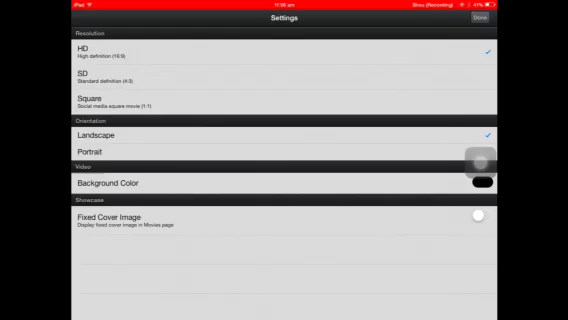 iPad 11:56 am Shou (Recording) 41%
Settings Done
Resolution
HD
High definition (16:9)
SD
Standard definition (4:3)
Square
Social media square movie (1:1)
Orientation
Landscape
Portrait
Video
Background Color
Showcase
Fixed Cover Image
Display fixed cover image in Movies page